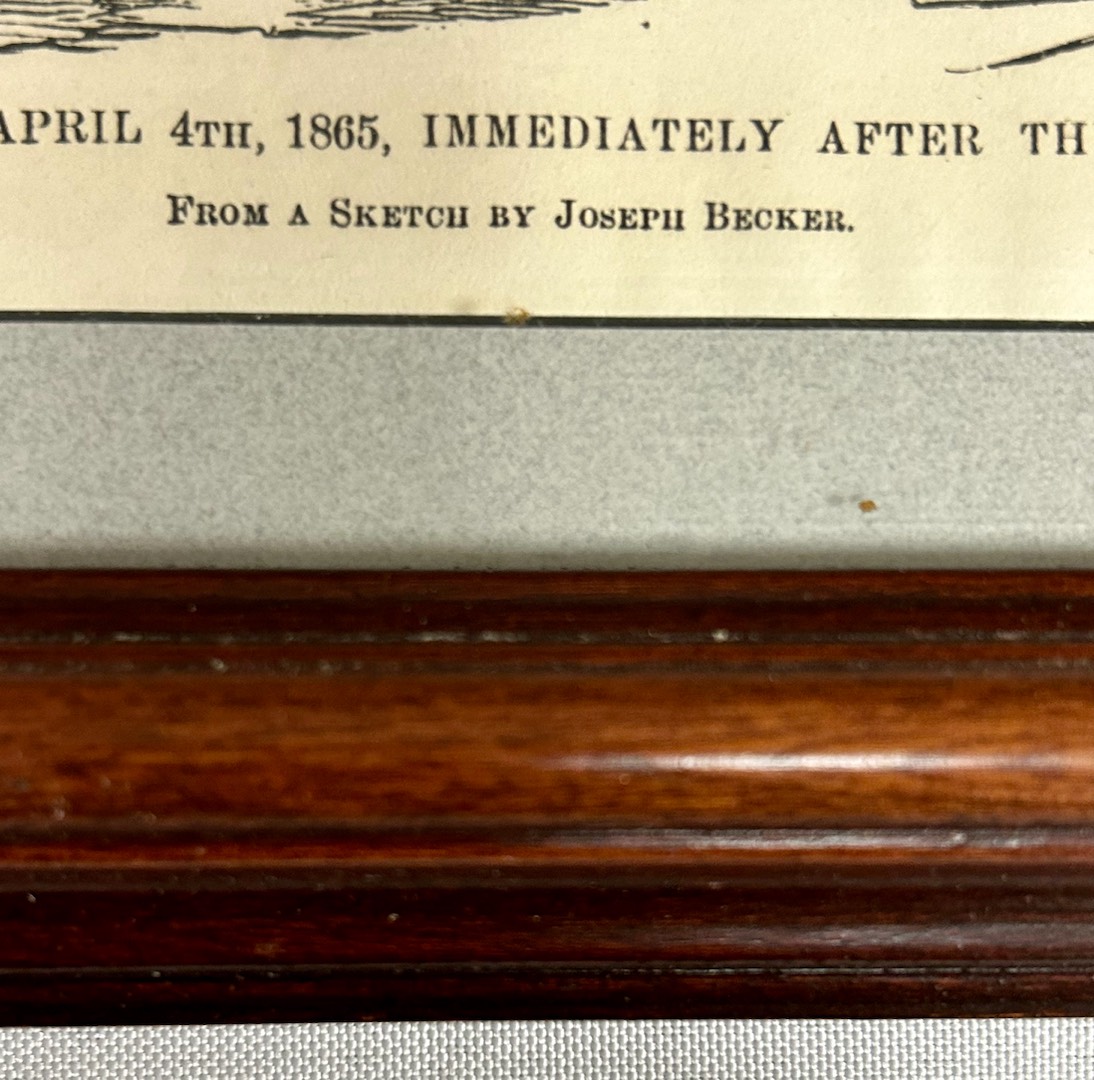 APRIL 4TH, 1865, IMMEDIATELY AFTER TH
FROM A SKETCH BY JOSEPH BECKER.